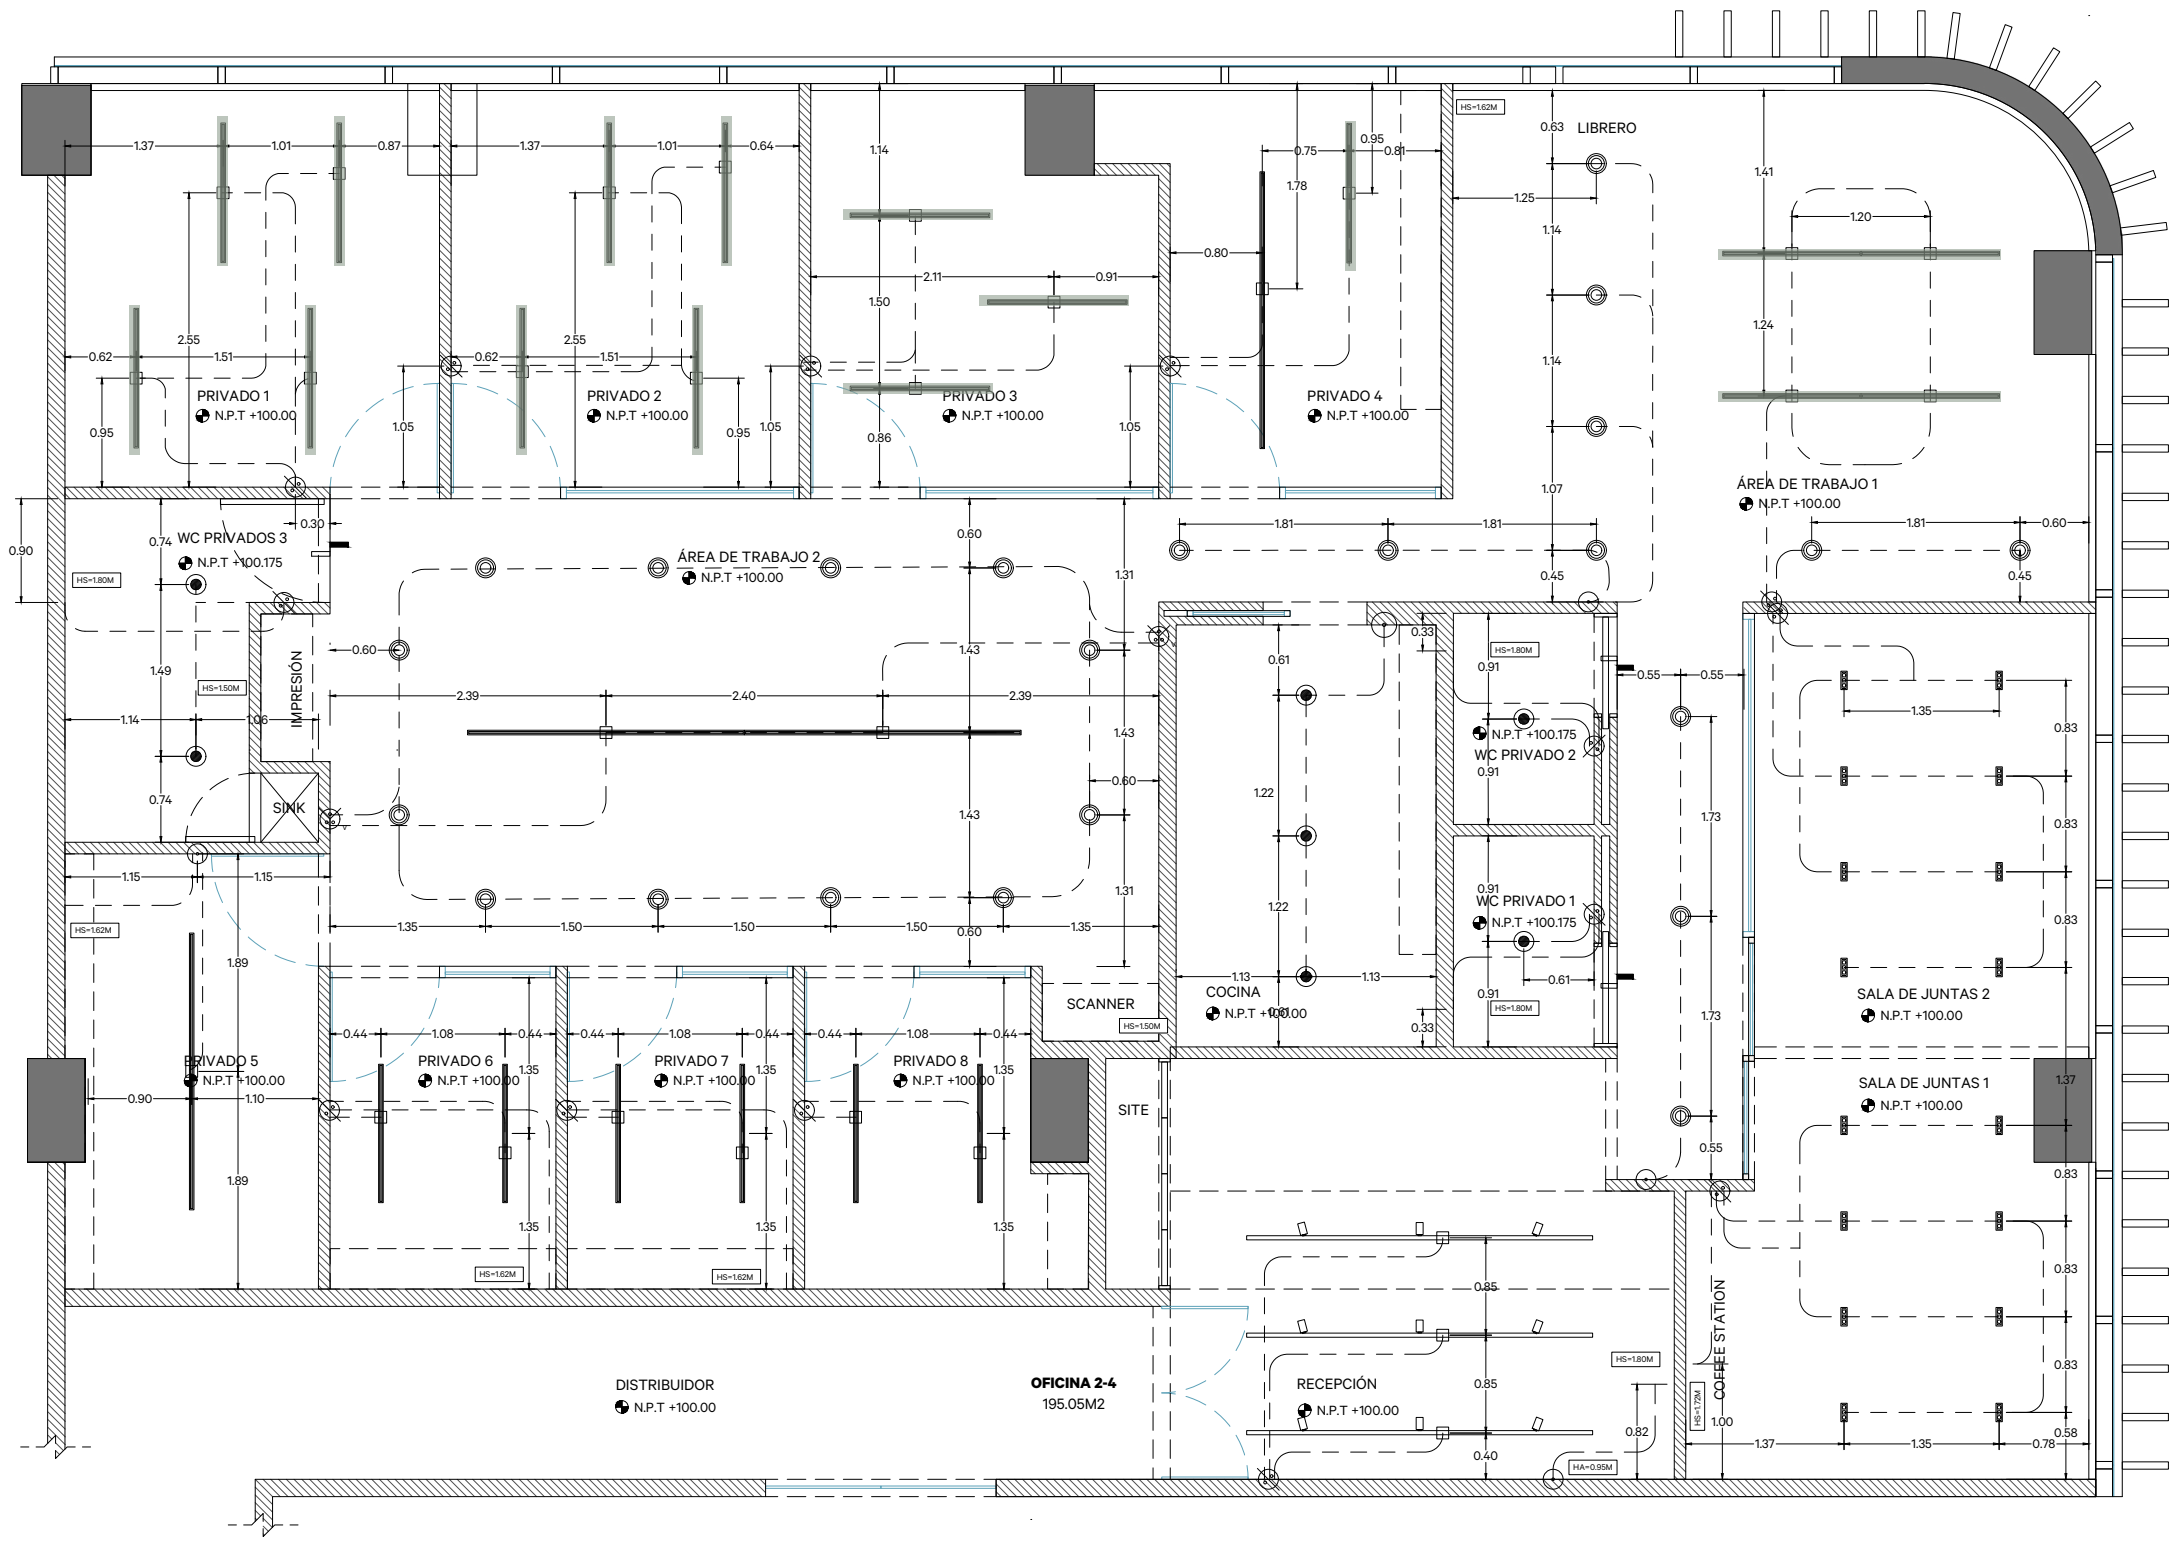 HS=1.62M
0.63
LIBRERO
1.37
1.01
0.87
1.37
1.01
0.64
1.14
0.95
0.75
0.81
1.41
1.78
1.25
1.20
1.14
0.80
2.11
0.91
1.50
1.24
2.55
2.55
0.62
1.51
0.62
1.51
1.14
PRIVADO 1
N.P.T +100.00
PRIVADO 2
N.P.T +100.00
PRIVADO 3
N.P.T +100.00
PRIVADO 4
N.P.T +100.00
0.95
1.05
0.95
1.05
0.86
1.05
1.07
ÁREA DE TRABAJO 1
N.P.T +100.00
0.30
0.90
0.74
WC PRIVADOS 3
N.P.T +100.175
HS=1.80M
0.60
1.81
1.81
1.81
0.60
ÁREA DE TRABAJO 2
N.P.T +100.00
1.31
0.45
0.45
1.49
IMPRESIÓN
HS=1.50M
0.60
1.43
0.61
0.33
0.91
HS=1.80M
0.55
0.55
1.14
1.06
2.39
2.40
2.39
1.35
1.43
N.P.T +100.175
WC PRIVADO 2
0.83
0.91
0.74
SINK
0.60
1.43
1.22
1.73
0.83
1.15
1.15
1.31
0.91
WC PRIVADO 1
N.P.T +100.175
1.22
0.83
HS=1.62M
1.35
1.50
1.50
1.50
1.35
0.60
1.89
1.13
1.13
0.61
COCINA
N.P.T +100.00
0.61
0.91
HS=1.80M
0.33
1.73
SALA DE JUNTAS 2
N.P.T +100.00
SCANNER
HS=1.50M
0.44
1.08
0.44
0.44
1.08
0.44
0.44
1.08
0.44
PRIVADO 5
N.P.T +100.00
PRIVADO 6
N.P.T +100.00
PRIVADO 7
N.P.T +100.00
PRIVADO 8
N.P.T +100.00
1.35
1.35
1.35
1.37
SALA DE JUNTAS 1
N.P.T +100.00
0.90
1.10
SITE
0.55
0.83
1.89
1.35
1.35
1.35
HS=1.62M
HS=1.62M
0.85
0.83
COFFEE STATION
HS=1.80M
0.83
DISTRIBUIDOR
N.P.T +100.00
OFICINA 2-4
195.05M2
RECEPCIÓN
N.P.T +100.00
0.85
HS=1.72M
1.00
0.82
0.40
HA=0.95M
1.37
1.35
0.78
0.58